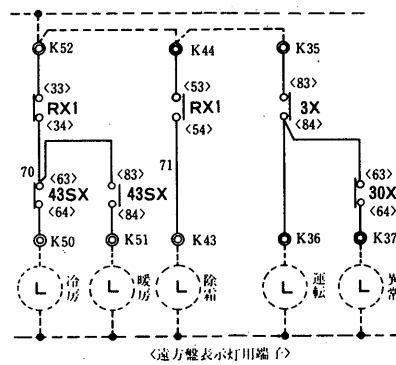 K52
K44
K35
<33>
RX1
<34>
<53>
RX1
<54>
<83>
3X
<84>
70
<63>
43SX
<64>
<83>
43SX
<84>
71
<63>
30X
<64>
K50
K51
K43
K36
K37
L 冷房
L 暖房
L 除霜
L 運転
L 異常
<遠方盤表示灯用端子>